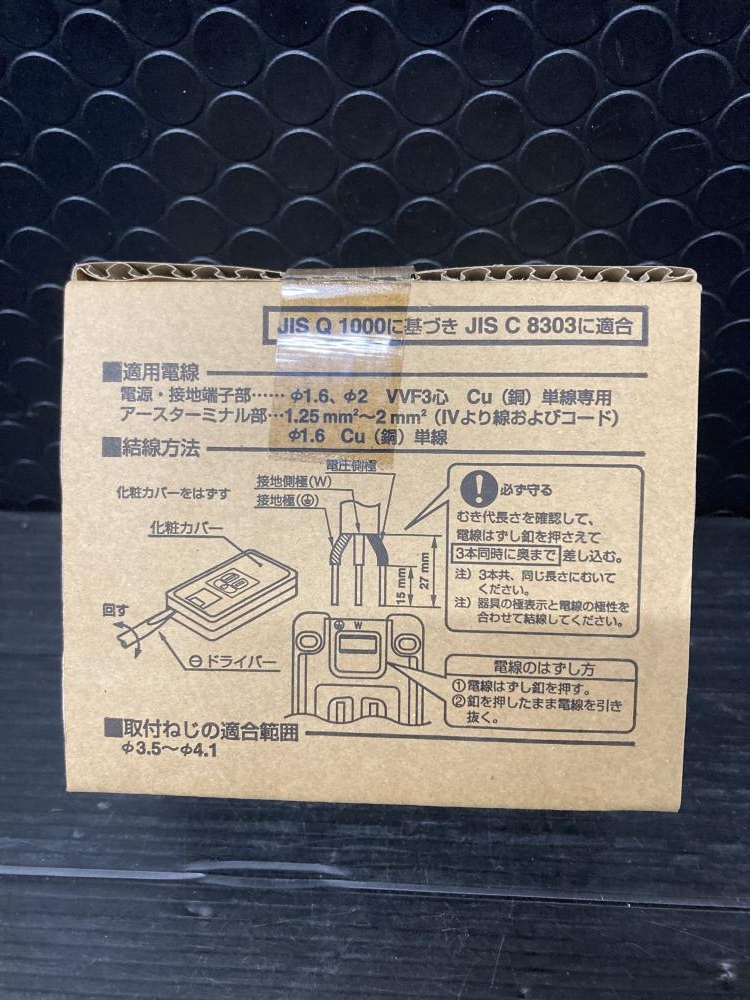 JIS Q 1000に基づき JIS C 8303に適合
■適用電線
電源・接地端子部……φ1.6、φ2 VVF3心 Cu（銅）単線専用
アースターミナル部…1.25mm²〜2mm²（IVより線およびコード）
φ1.6 Cu（銅）単線
■結線方法
化粧カバーをはずす
化粧カバー
回す
⊖ドライバー
電圧側極
接地側極(W)
接地極(⏚)
15mm
27mm
W
必ず守る
むき代長さを確認して、
電線はずし釦を押さえて
3本同時に奥まで差し込む。
注）3本共、同じ長さにむいて
ください。
注）器具の極表示と電線の極性を
合わせて結線してください。
電線のはずし方
①電線はずし釦を押す。
②釦を押したまま電線を引き
抜く。
■取付ねじの適合範囲
φ3.5〜φ4.1